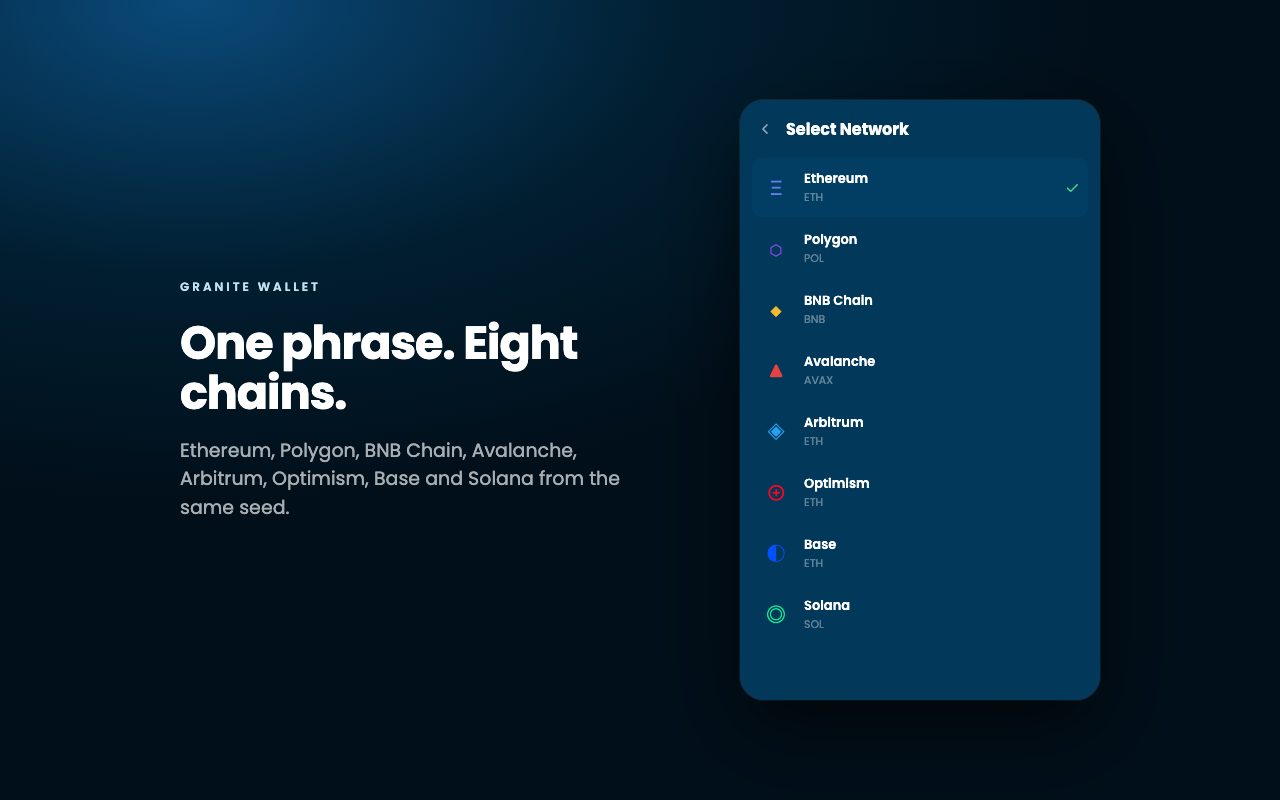 GRANITE WALLET
One phrase. Eight
chains.
Ethereum, Polygon, BNB Chain, Avalanche,
Arbitrum, Optimism, Base and Solana from the
same seed.
Select Network
Ethereum
ETH
Polygon
POL
BNB Chain
BNB
Avalanche
AVAX
Arbitrum
ETH
Optimism
ETH
Base
ETH
Solana
SOL